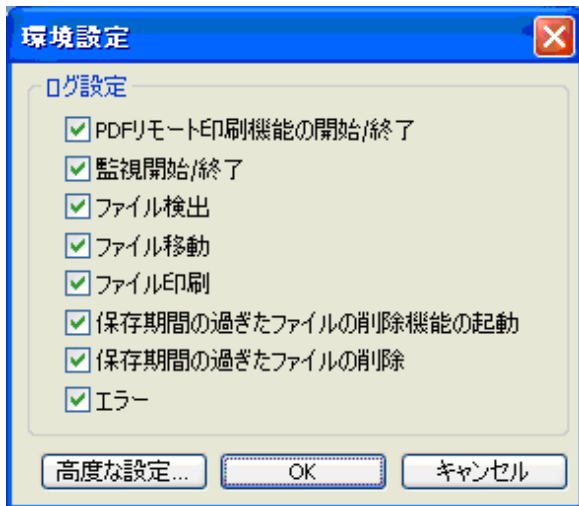 環境設定
ログ設定
PDFリモート印刷機能の開始/終了
監視開始/終了
ファイル検出
ファイル移動
ファイル印刷
保存期間の過ぎたファイルの削除機能の起動
保存期間の過ぎたファイルの削除
エラー
高度な設定... OK キャンセル